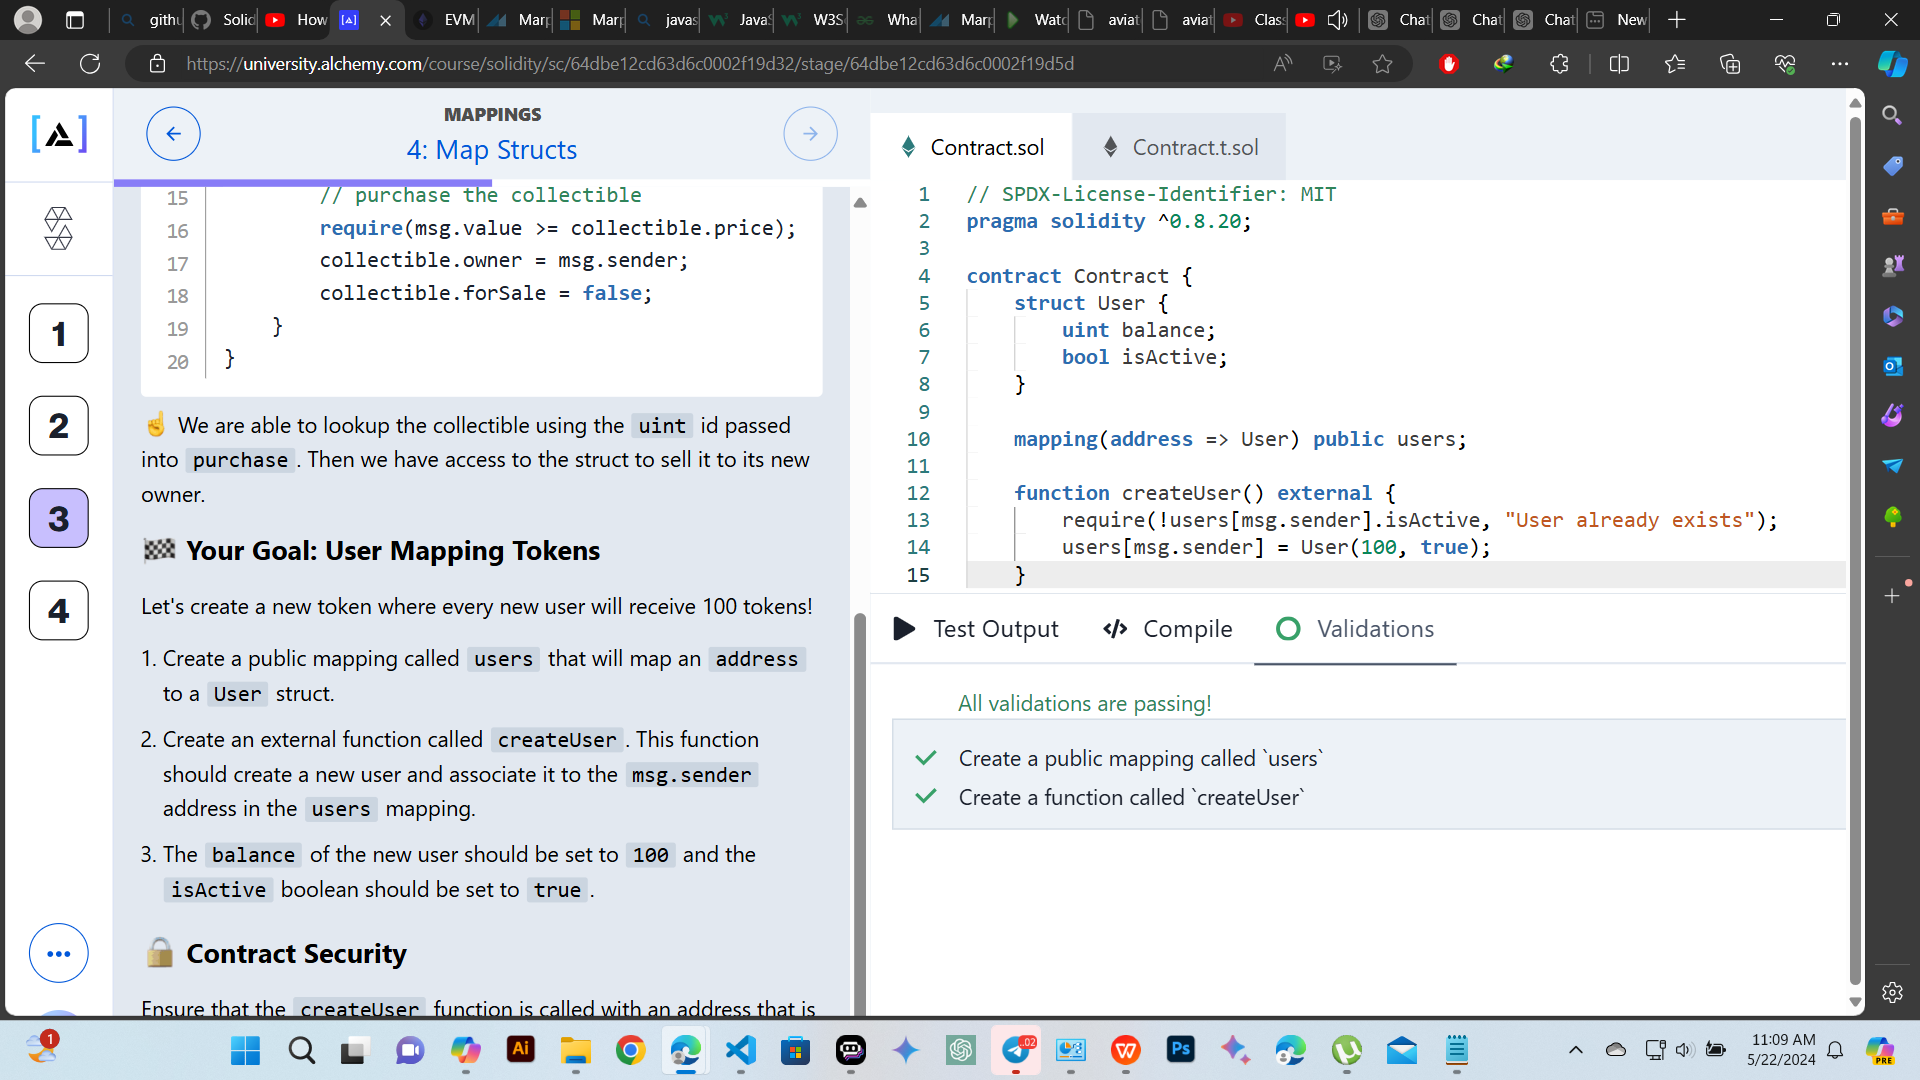 githu
Solid
How
EVM
Marp
Marp
javas
JavaS
W3S
Wha
Marp
Watc
aviat
aviat
Clas
Chat
Chat
Chat
New
https://university.alchemy.com/course/solidity/sc/64dbe12cd63d6c0002f19d32/stage/64dbe12cd63d6c0002f19d5d
MAPPINGS
4: Map Structs
1
2
3
4
15 // purchase the collectible
16 require(msg.value >= collectible.price);
17 collectible.owner = msg.sender;
18 collectible.forSale = false;
19 }
20 }
☝ We are able to lookup the collectible using the uint id passed
into purchase . Then we have access to the struct to sell it to its new
owner.
🏁 Your Goal: User Mapping Tokens
Let's create a new token where every new user will receive 100 tokens!
1. Create a public mapping called users that will map an address
to a User struct.
2. Create an external function called createUser . This function
should create a new user and associate it to the msg.sender
address in the users mapping.
3. The balance of the new user should be set to 100 and the
isActive boolean should be set to true .
🔒 Contract Security
Ensure that the createUser function is called with an address that is
Contract.sol
Contract.t.sol
1 // SPDX-License-Identifier: MIT
2 pragma solidity ^0.8.20;
3
4 contract Contract {
5 struct User {
6 uint balance;
7 bool isActive;
8 }
9
10 mapping(address => User) public users;
11
12 function createUser() external {
13 require(!users[msg.sender].isActive, "User already exists");
14 users[msg.sender] = User(100, true);
15 }
Test Output
Compile
Validations
All validations are passing!
Create a public mapping called `users`
Create a function called `createUser`
1
Ai
.02
W
Ps
11:09 AM
5/22/2024
PRE